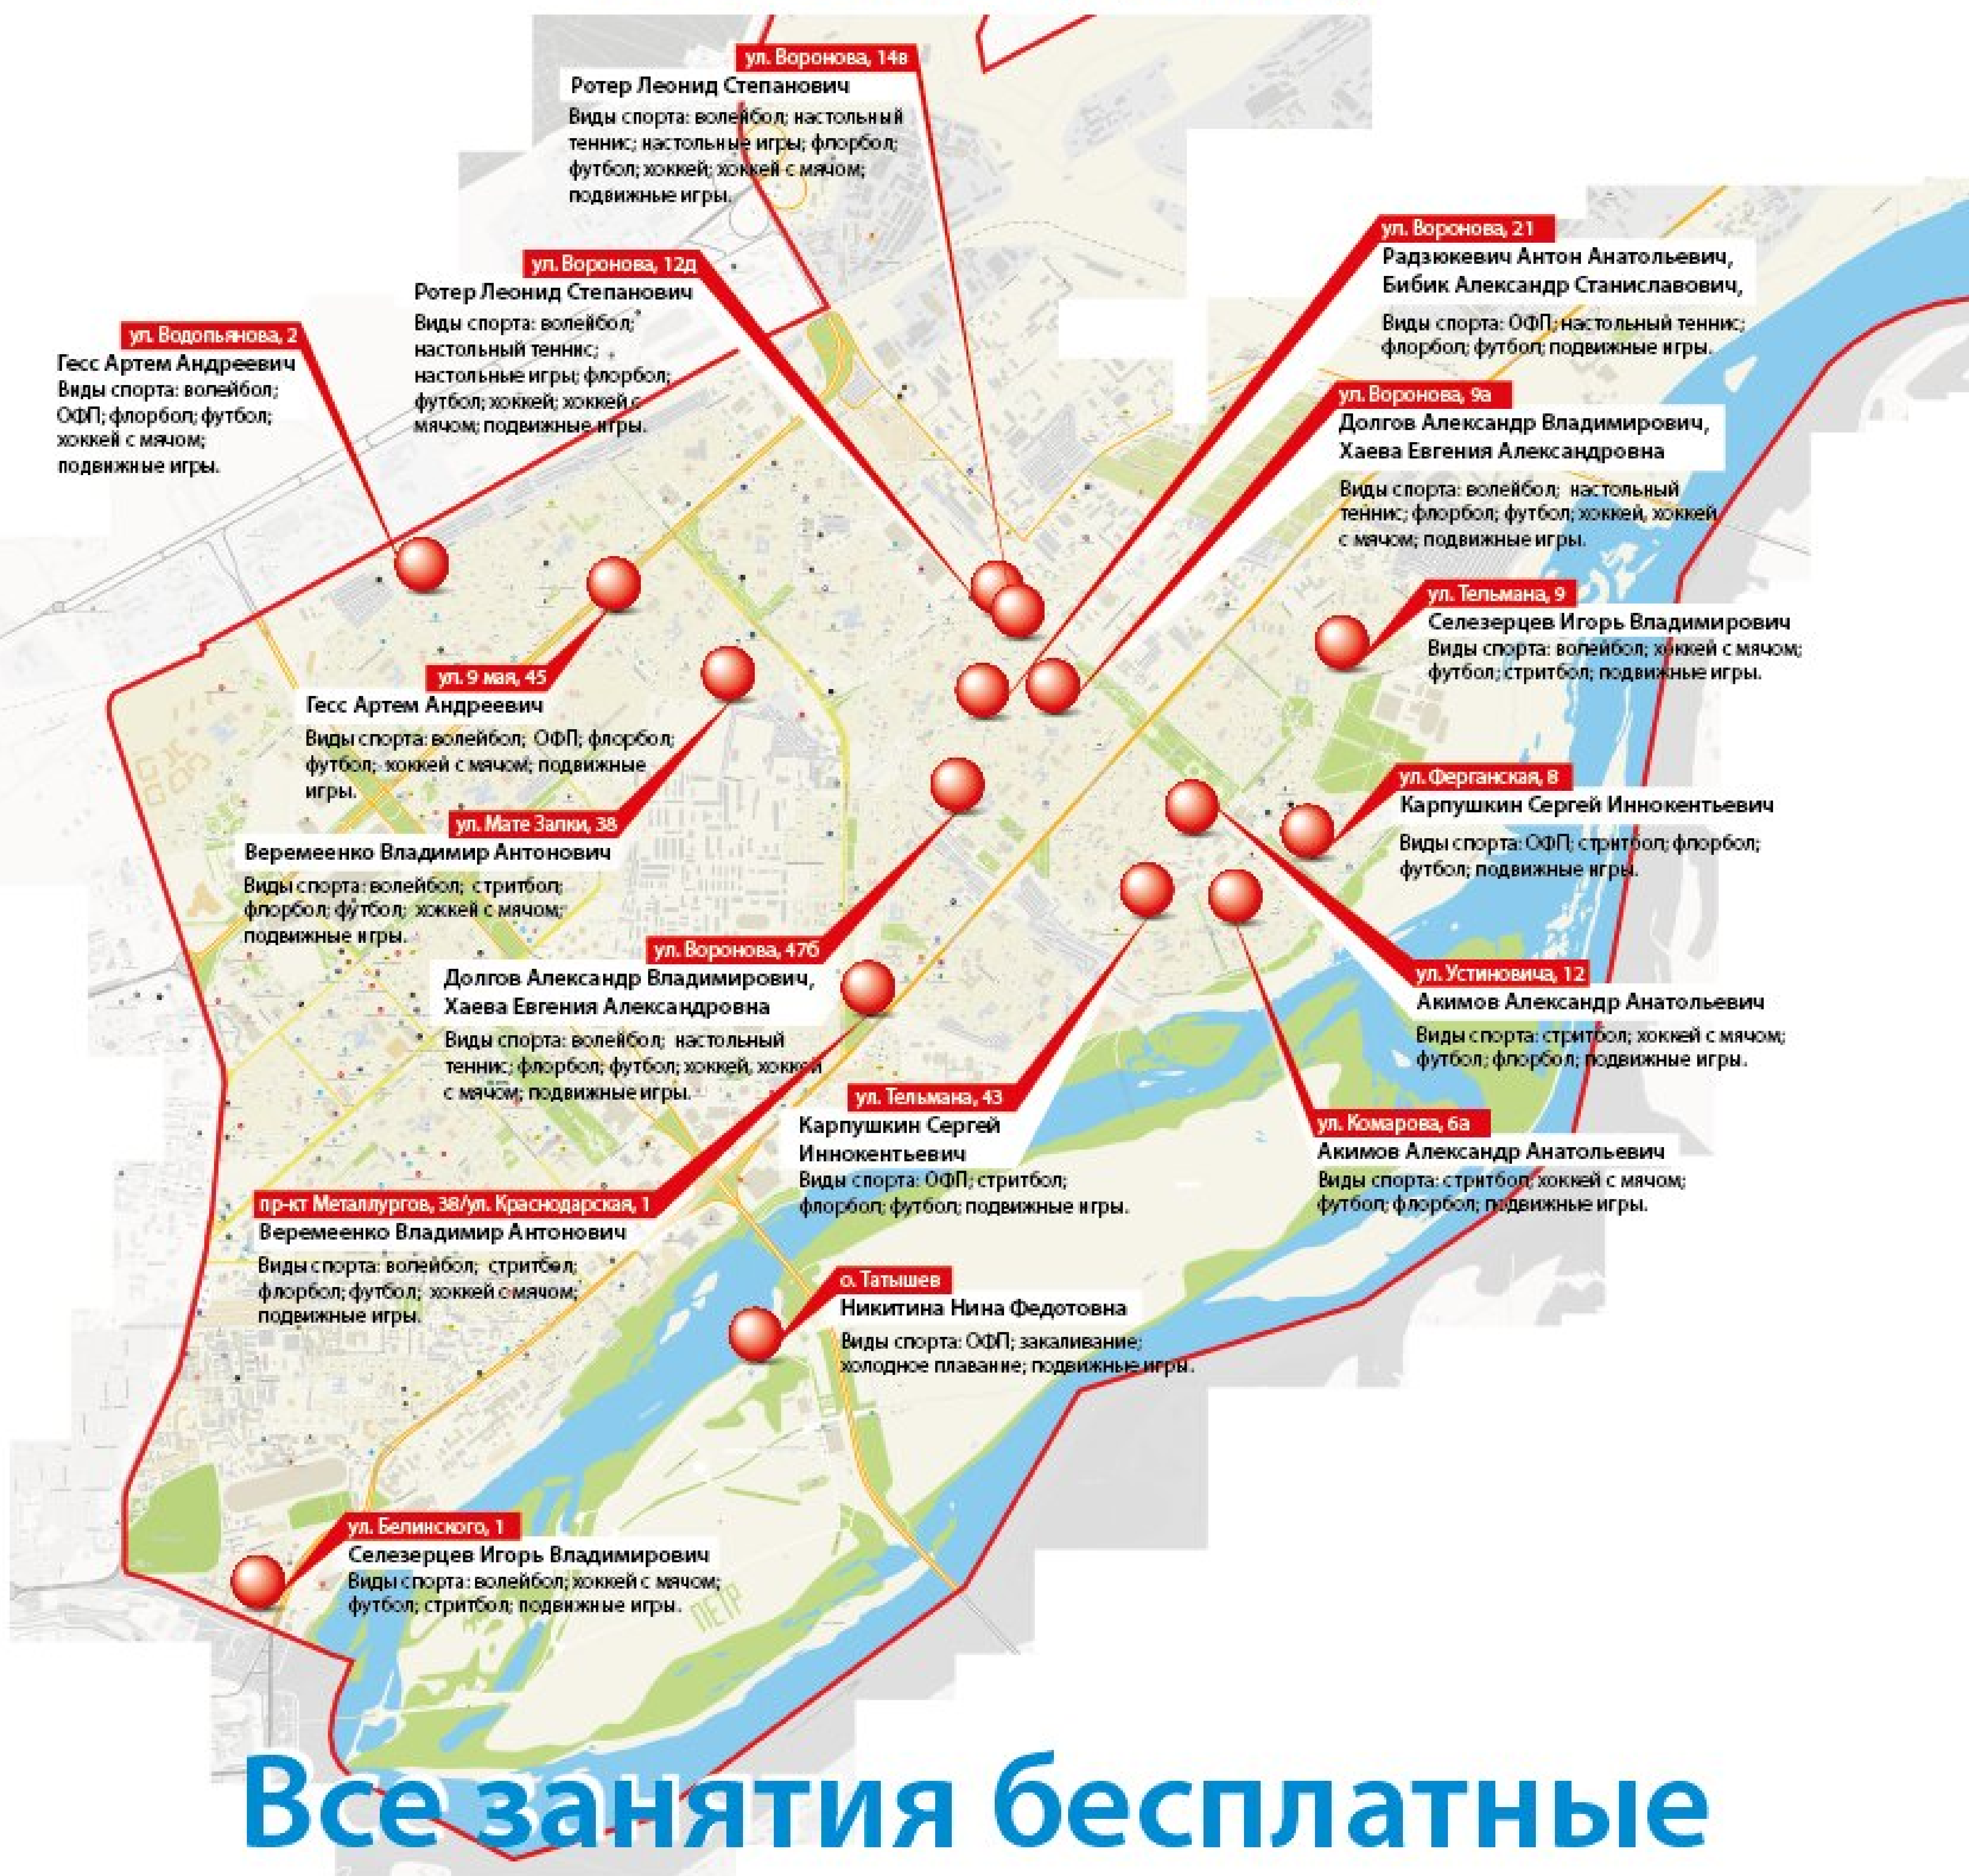 ул. Воронова, 14в
Ротер Леонид Степанович
Виды спорта: волейбол; настольный
теннис; настольные игры; флорбол;
футбол; хоккей; хоккей с мячом;
подвижные игры.
ул. Воронова, 21
Радзюкевич Антон Анатольевич,
Бибик Александр Станиславович,
Виды спорта: ОФП; настольный теннис;
флорбол; футбол; подвижные игры.
ул. Воронова, 12д
Ротер Леонид Степанович
Виды спорта: волейбол;
настольный теннис;
настольные игры; флорбол;
футбол; хоккей; хоккей с
мячом; подвижные игры.
ул. Водопьянова, 2
Гесс Артем Андреевич
Виды спорта: волейбол;
ОФП; флорбол; футбол;
хоккей с мячом;
подвижные игры.
ул. Воронова, 9а
Долгов Александр Владимирович,
Хаева Евгения Александровна
Виды спорта: волейбол; настольный
теннис; флорбол; футбол; хоккей, хоккей
с мячом; подвижные игры.
ул. Тельмана, 9
Селезерцев Игорь Владимирович
Виды спорта: волейбол; хоккей с мячом;
футбол; стритбол; подвижные игры.
ул. 9 мая, 45
Гесс Артем Андреевич
Виды спорта: волейбол; ОФП; флорбол;
футбол; хоккей с мячом; подвижные
игры.
ул. Ферганская, 8
Карпушкин Сергей Иннокентьевич
Виды спорта: ОФП; стритбол; флорбол;
футбол; подвижные игры.
ул. Мате Залки, 38
Веремеенко Владимир Антонович
Виды спорта: волейбол; стритбол;
флорбол; футбол; хоккей с мячом;
подвижные игры.
ул. Воронова, 47б
Долгов Александр Владимирович,
Хаева Евгения Александровна
Виды спорта: волейбол; настольный
теннис; флорбол; футбол; хоккей, хоккей
с мячом; подвижные игры.
ул. Устиновича, 12
Акимов Александр Анатольевич
Виды спорта: стритбол; хоккей с мячом;
футбол; флорбол; подвижные игры.
ул. Тельмана, 43
Карпушкин Сергей
Иннокентьевич
Виды спорта: ОФП; стритбол;
флорбол; футбол; подвижные игры.
ул. Комарова, 6а
Акимов Александр Анатольевич
Виды спорта: стритбол; хоккей с мячом;
футбол; флорбол; подвижные игры.
пр-кт Металлургов, 38/ул. Краснодарская, 1
Веремеенко Владимир Антонович
Виды спорта: волейбол; стритбол;
флорбол; футбол; хоккей с мячом;
подвижные игры.
о. Татышев
Никитина Нина Федотовна
Виды спорта: ОФП; закаливание;
холодное плавание; подвижные игры.
ул. Белинского, 1
Селезерцев Игорь Владимирович
Виды спорта: волейбол; хоккей с мячом;
футбол; стритбол; подвижные игры.
ПЕТР
Все занятия бесплатные